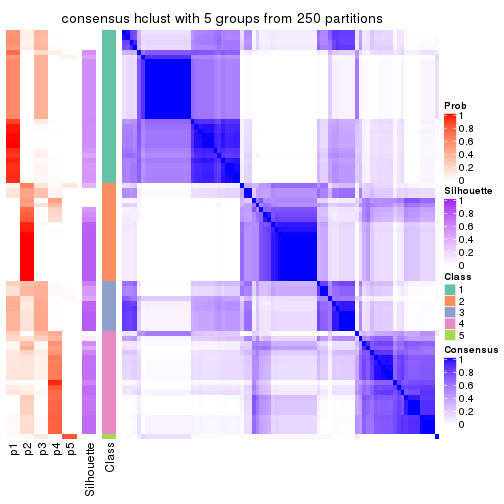 consensus hclust with 5 groups from 250 partitions
Prob
1
0.8
0.6
0.4
0.2
0
Silhouette
1
0.8
0.6
0.4
0.2
0
Class
1
2
3
4
5
Consensus
1
0.8
0.6
0.4
0.2
0
p1
p2
p3
p4
p5
Silhouette
Class